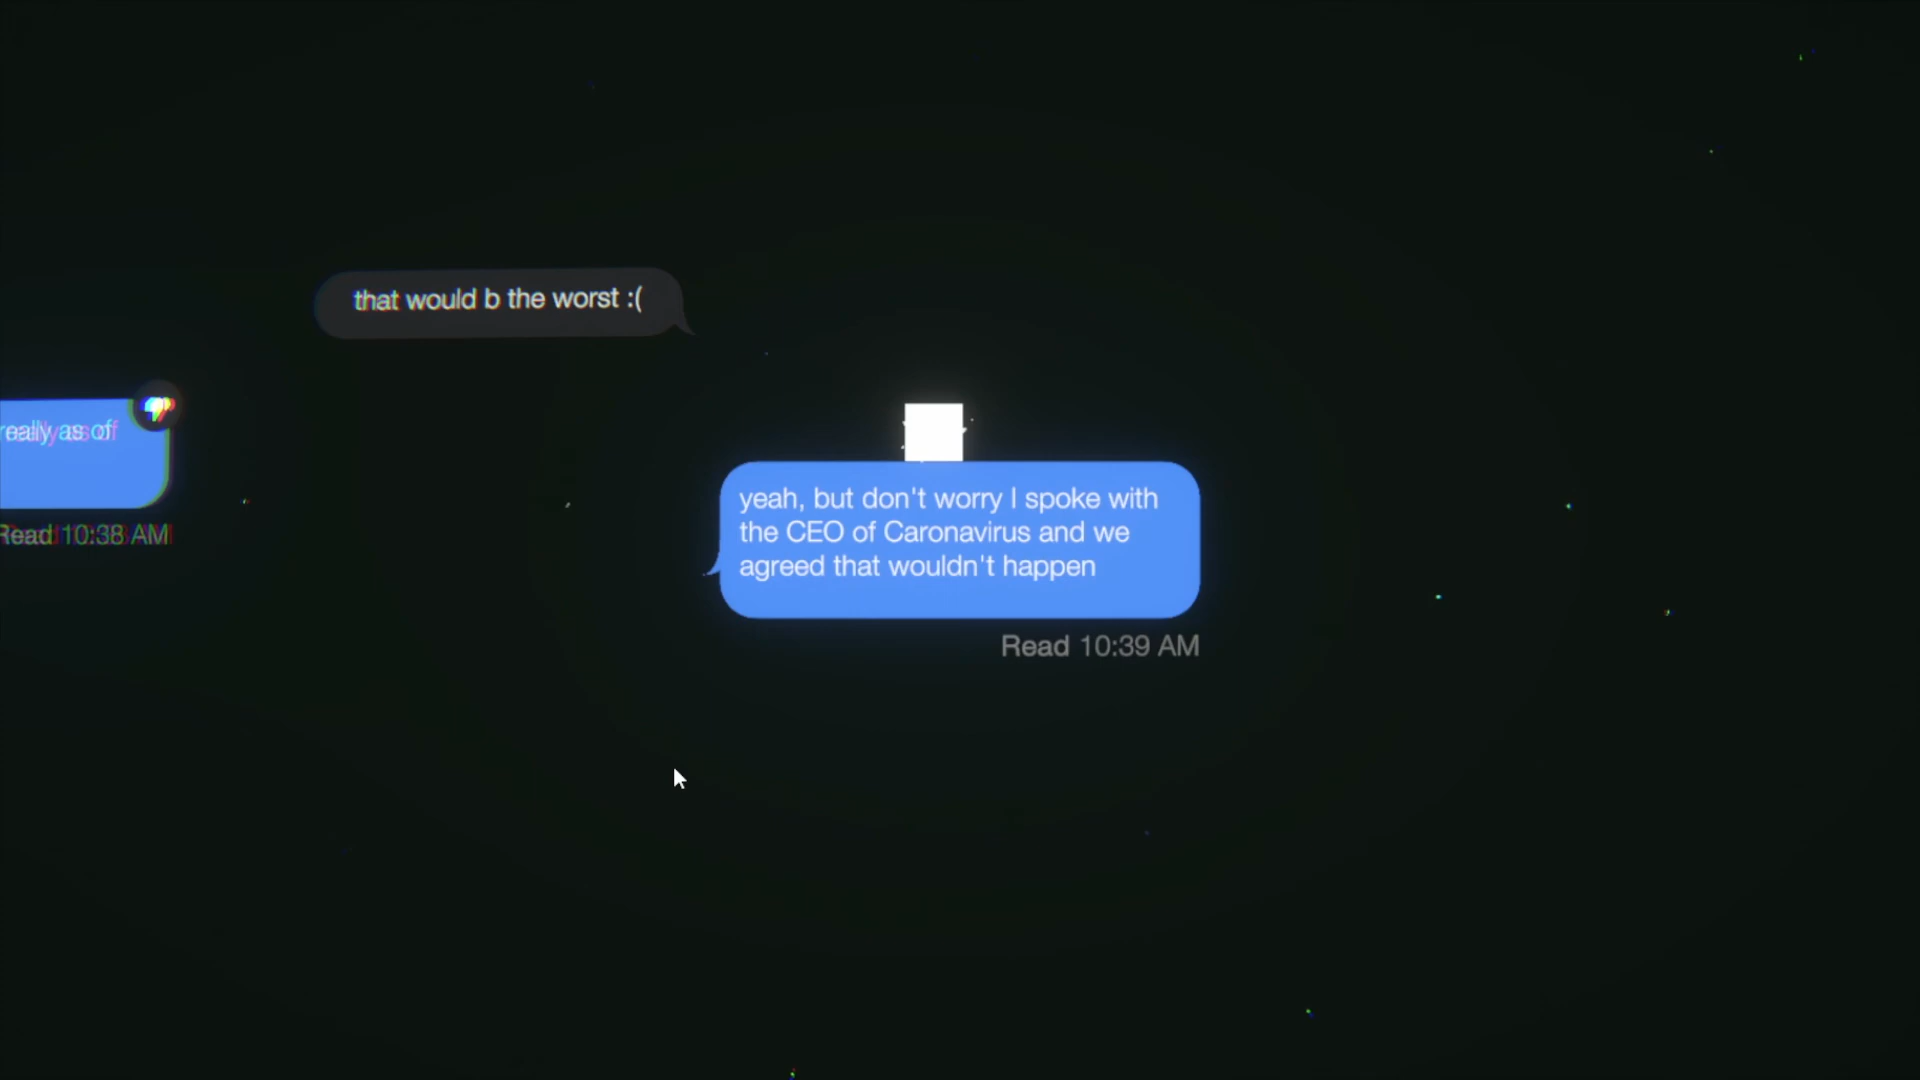 that would b the worst :(
really as of
Read 10:38 AM
yeah, but don't worry I spoke with
the CEO of Caronavirus and we
agreed that wouldn't happen
Read 10:39 AM